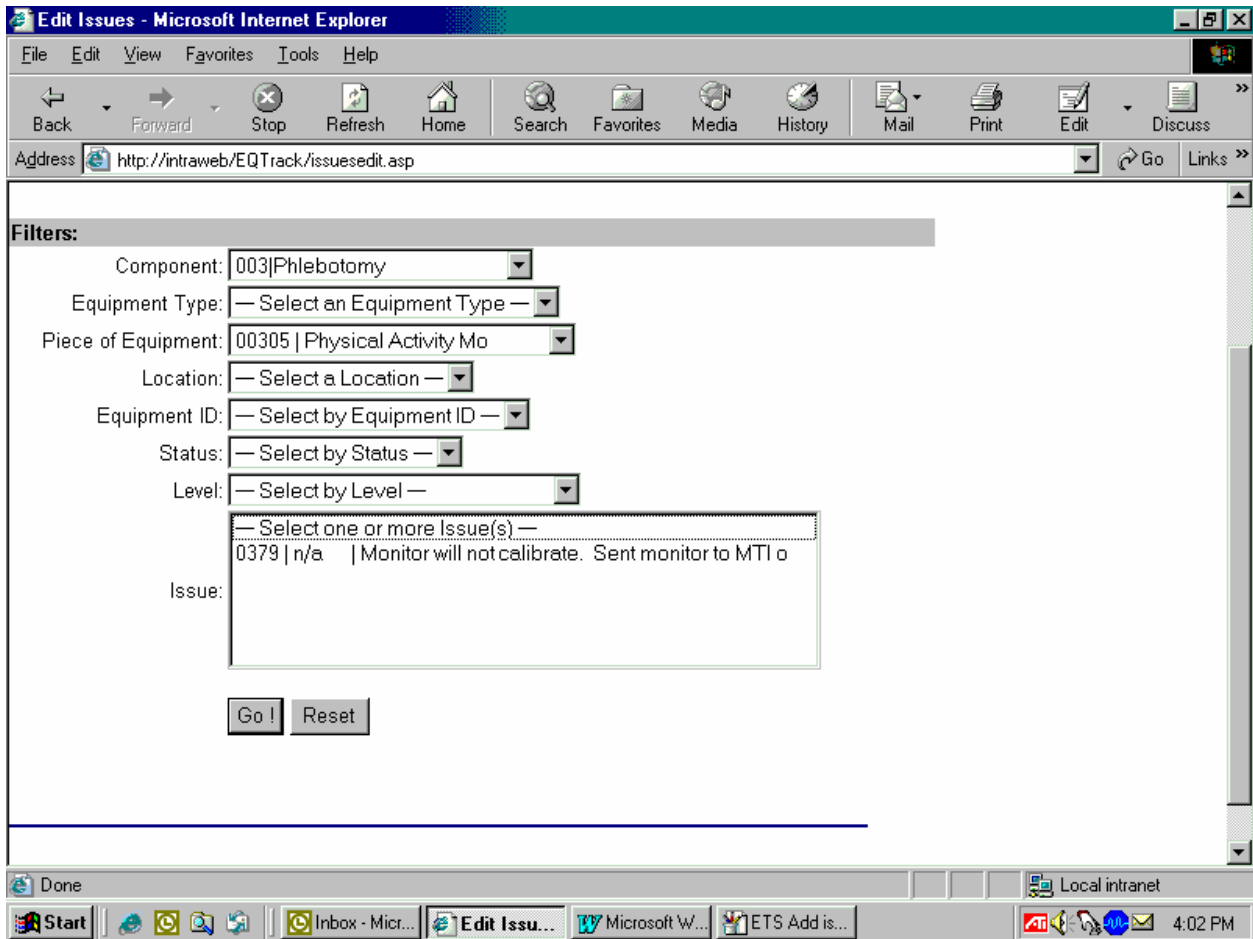 Edit Issues - Microsoft Internet Explorer
File Edit View Favorites Tools Help
Back Forward Stop Refresh Home Search Favorites Media History Mail Print Edit Discuss »
Address http://intraweb/EQTrack/issuesedit.asp Go Links »
Filters:
Component: 003|Phlebotomy
Equipment Type: — Select an Equipment Type —
Piece of Equipment: 00305 | Physical Activity Mo
Location: — Select a Location —
Equipment ID: — Select by Equipment ID —
Status: — Select by Status —
Level: — Select by Level —
— Select one or more Issue(s) —
0379 | n/a | Monitor will not calibrate. Sent monitor to MTI o
Issue:
Go ! Reset
Done Local intranet
Start Inbox - Micr... Edit Issu... Microsoft W... ETS Add is... ATI 4:02 PM